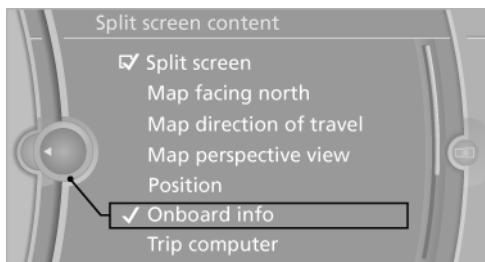 Split screen content
Split screen
Map facing north
Map direction of travel
Map perspective view
Position
Onboard info
Trip computer